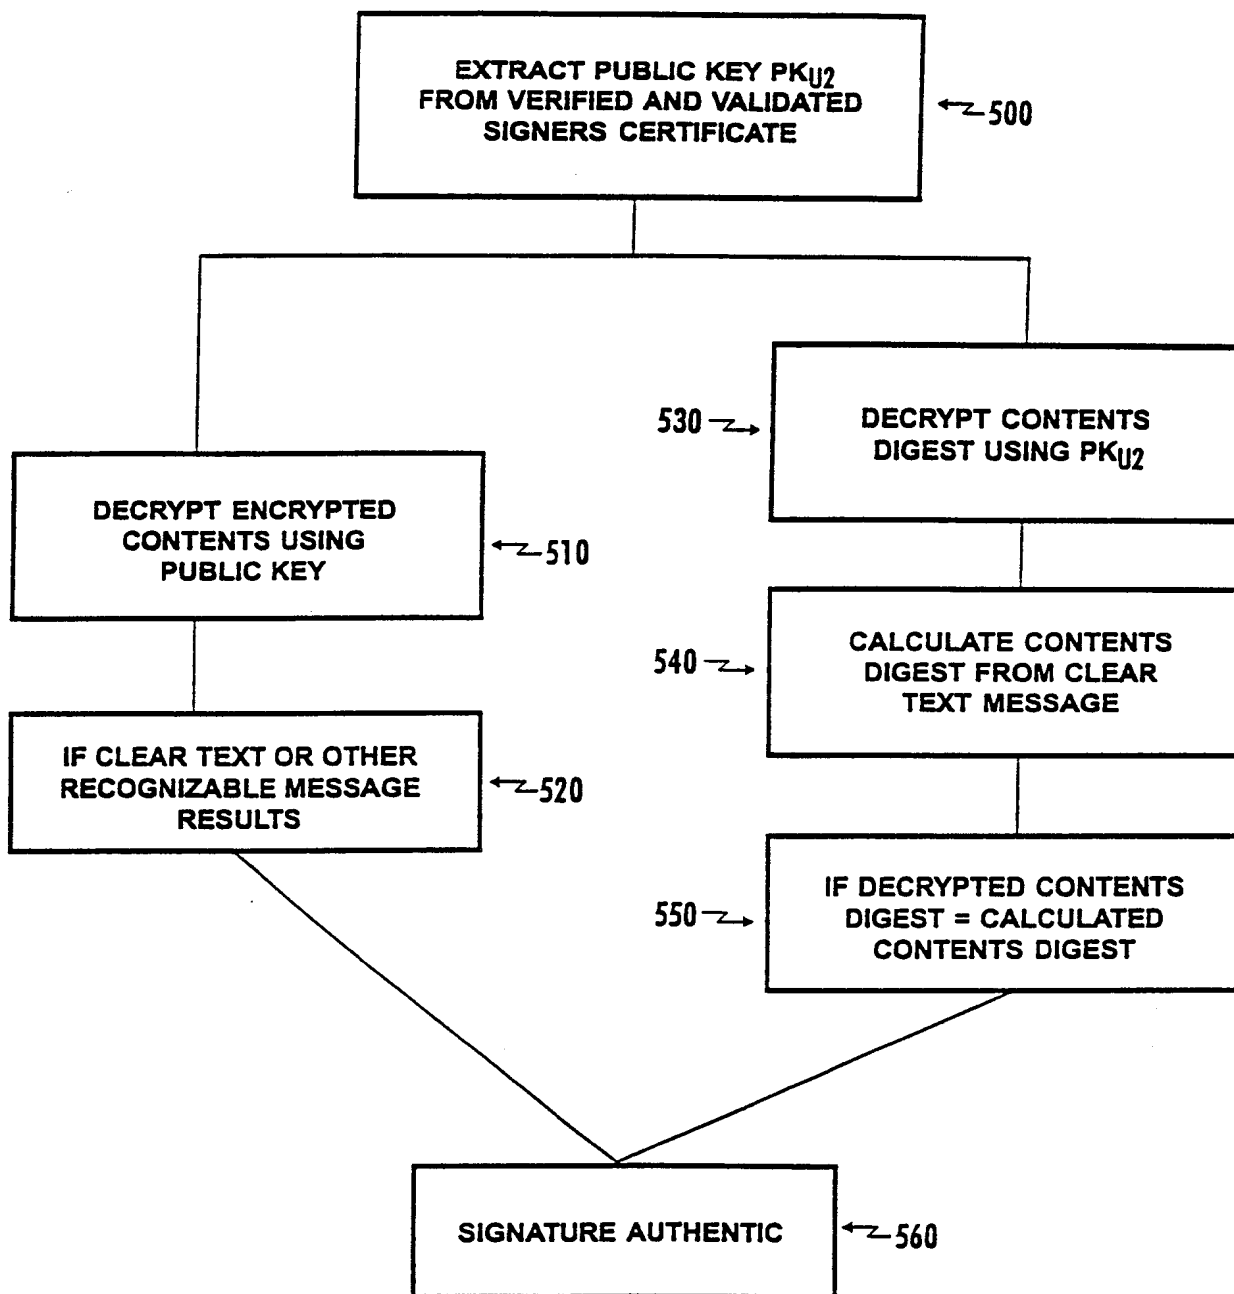 EXTRACT PUBLIC KEY PKU2
FROM VERIFIED AND VALIDATED
SIGNERS CERTIFICATE
500
530
DECRYPT CONTENTS
DIGEST USING PKU2
DECRYPT ENCRYPTED
CONTENTS USING
PUBLIC KEY
510
540
CALCULATE CONTENTS
DIGEST FROM CLEAR
TEXT MESSAGE
IF CLEAR TEXT OR OTHER
RECOGNIZABLE MESSAGE
RESULTS
520
550
IF DECRYPTED CONTENTS
DIGEST = CALCULATED
CONTENTS DIGEST
SIGNATURE AUTHENTIC
560